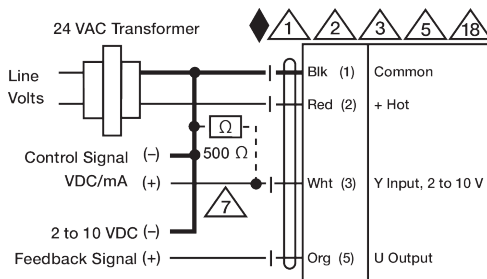 24 VAC Transformer
1 2 3 5 18
Line
Volts
Blk (1) Common
Red (2) + Hot
Ω
500 Ω
Control Signal (–)
VDC/mA (+)
7
Wht (3) Y Input, 2 to 10 V
2 to 10 VDC (–)
Feedback Signal (+)
Org (5) U Output